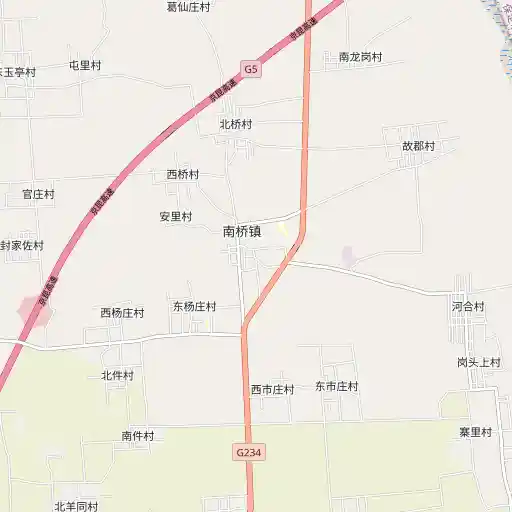 葛仙庄村
京昆高速
南龙岗村
屯里村
玉亭村
G5
京昆高速
北桥村
故郡村
西桥村
官庄村
京昆高速
安里村
南桥镇
封家佐村
京昆高速
西杨庄村
东杨庄村
河合村
岗头上村
北件村
西市庄村
东市庄村
南件村
寨里村
G234
北羊同村